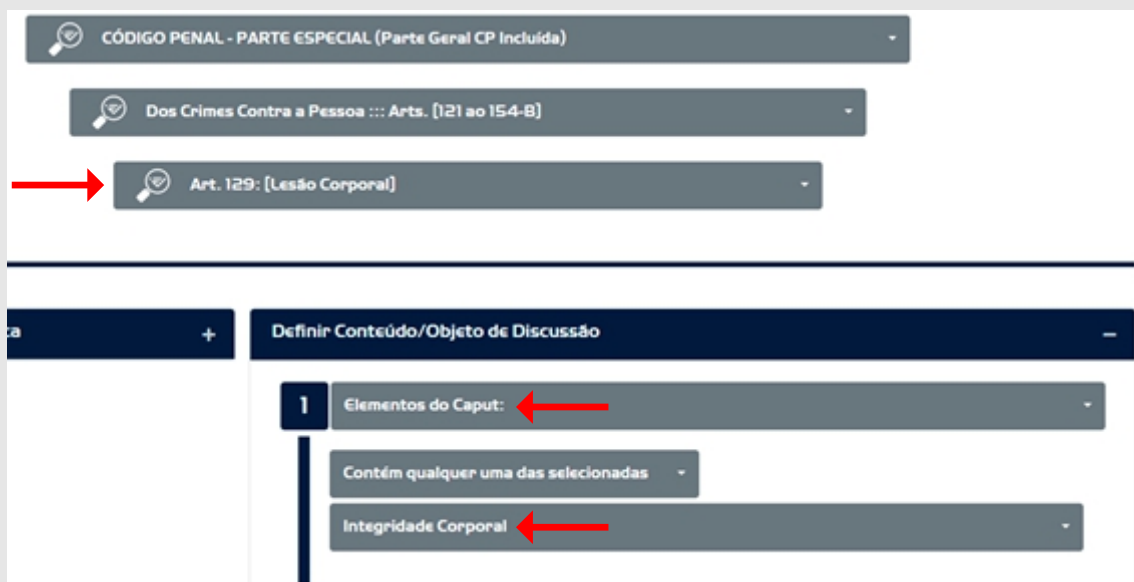 CÓDIGO PENAL - PARTE ESPECIAL (Parte Geral CP Incluída)
Dos Crimes Contra a Pessoa ::: Arts. [121 ao 154-B]
Art. 129: [Lesão Corporal]
+
Definir Conteúdo/Objeto de Discussão
–
1
Elementos do Caput:
Contém qualquer uma das selecionadas
Integridade Corporal